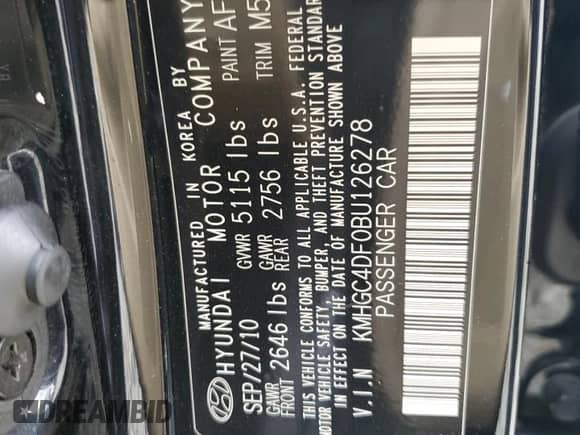 MANUFACTURED IN KOREA BY
HYUNDAI MOTOR COMPANY
SEP/27/10 GVWR 5115 lbs PAINT AF
GAWR FRONT 2646 lbs GAWR REAR 2756 lbs TRIM M5
THIS VEHICLE CONFORMS TO ALL APPLICABLE U.S.A. FEDERAL
MOTOR VEHICLE SAFETY, BUMPER, AND THEFT PREVENTION STANDAR
IN EFFECT ON THE DATE OF MANUFACTURE SHOWN ABOVE
V.I.N KMHGC4DF0BU126278
PASSENGER CAR
DREAMBID